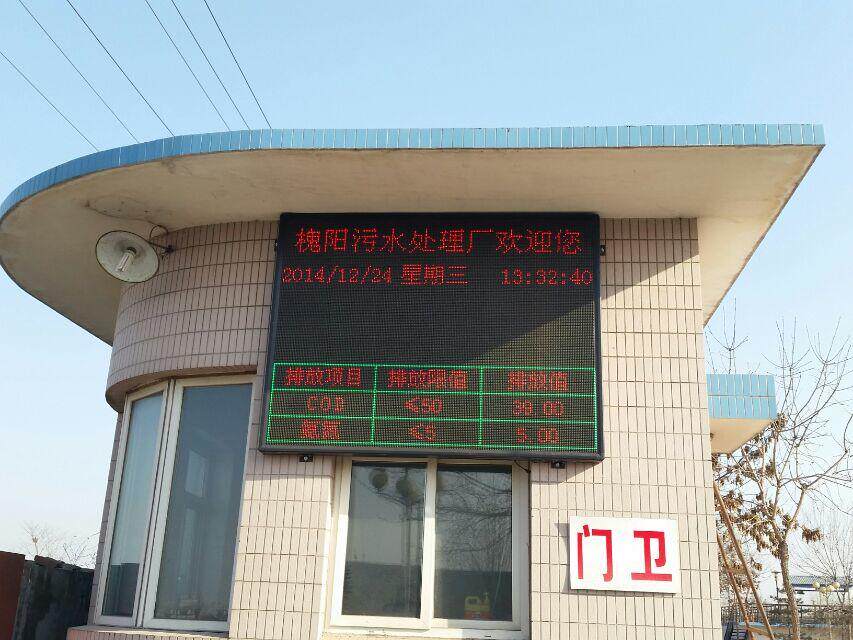 槐阳污水处理厂欢迎您
2014/12/24 星期三 13:32:40
排放项目 排放限值 排放值
COD ≤50 38.00
氨氮 ≤5 5.00
门卫